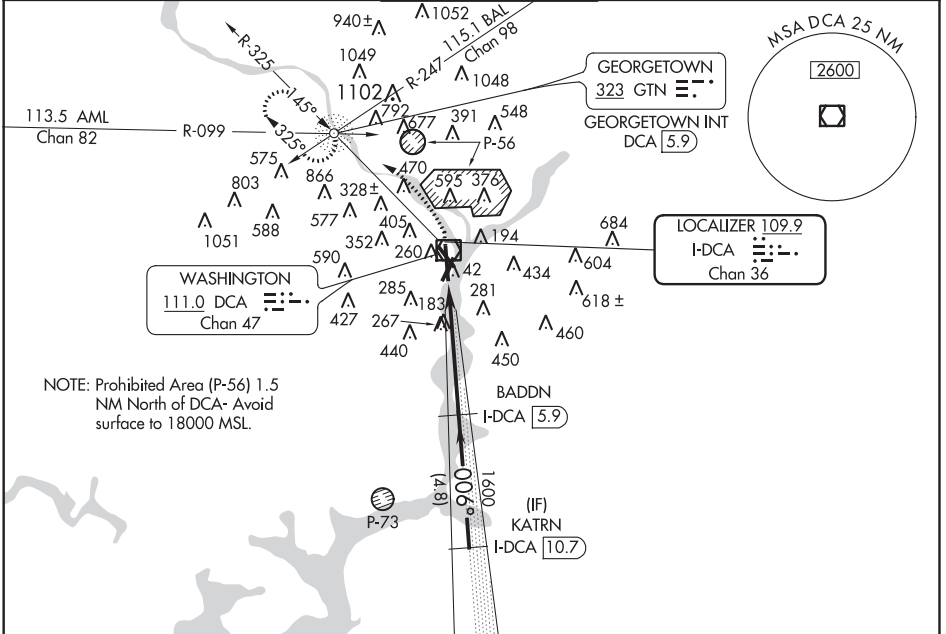 940±
1052
R-325
1049
R-247
115.1 BAL
Chan 98
1048
1102
145°
325°
792
677
391
548
GEORGETOWN
323 GTN
GEORGETOWN INT
DCA 5.9
MSA DCA 25 NM
2600
113.5 AML
Chan 82
R-099
P-56
575
866
470
595
376
803
328±
577
588
405
1051
352
260
194
684
LOCALIZER 109.9
I-DCA
Chan 36
590
42
434
604
WASHINGTON
111.0 DCA
Chan 47
285
183
281
618 ±
427
267
440
450
460
NOTE: Prohibited Area (P-56) 1.5
NM North of DCA- Avoid
surface to 18000 MSL.
BADDN
I-DCA 5.9
006°
1600
(4.8)
P-73
(IF)
KATRN
I-DCA 10.7